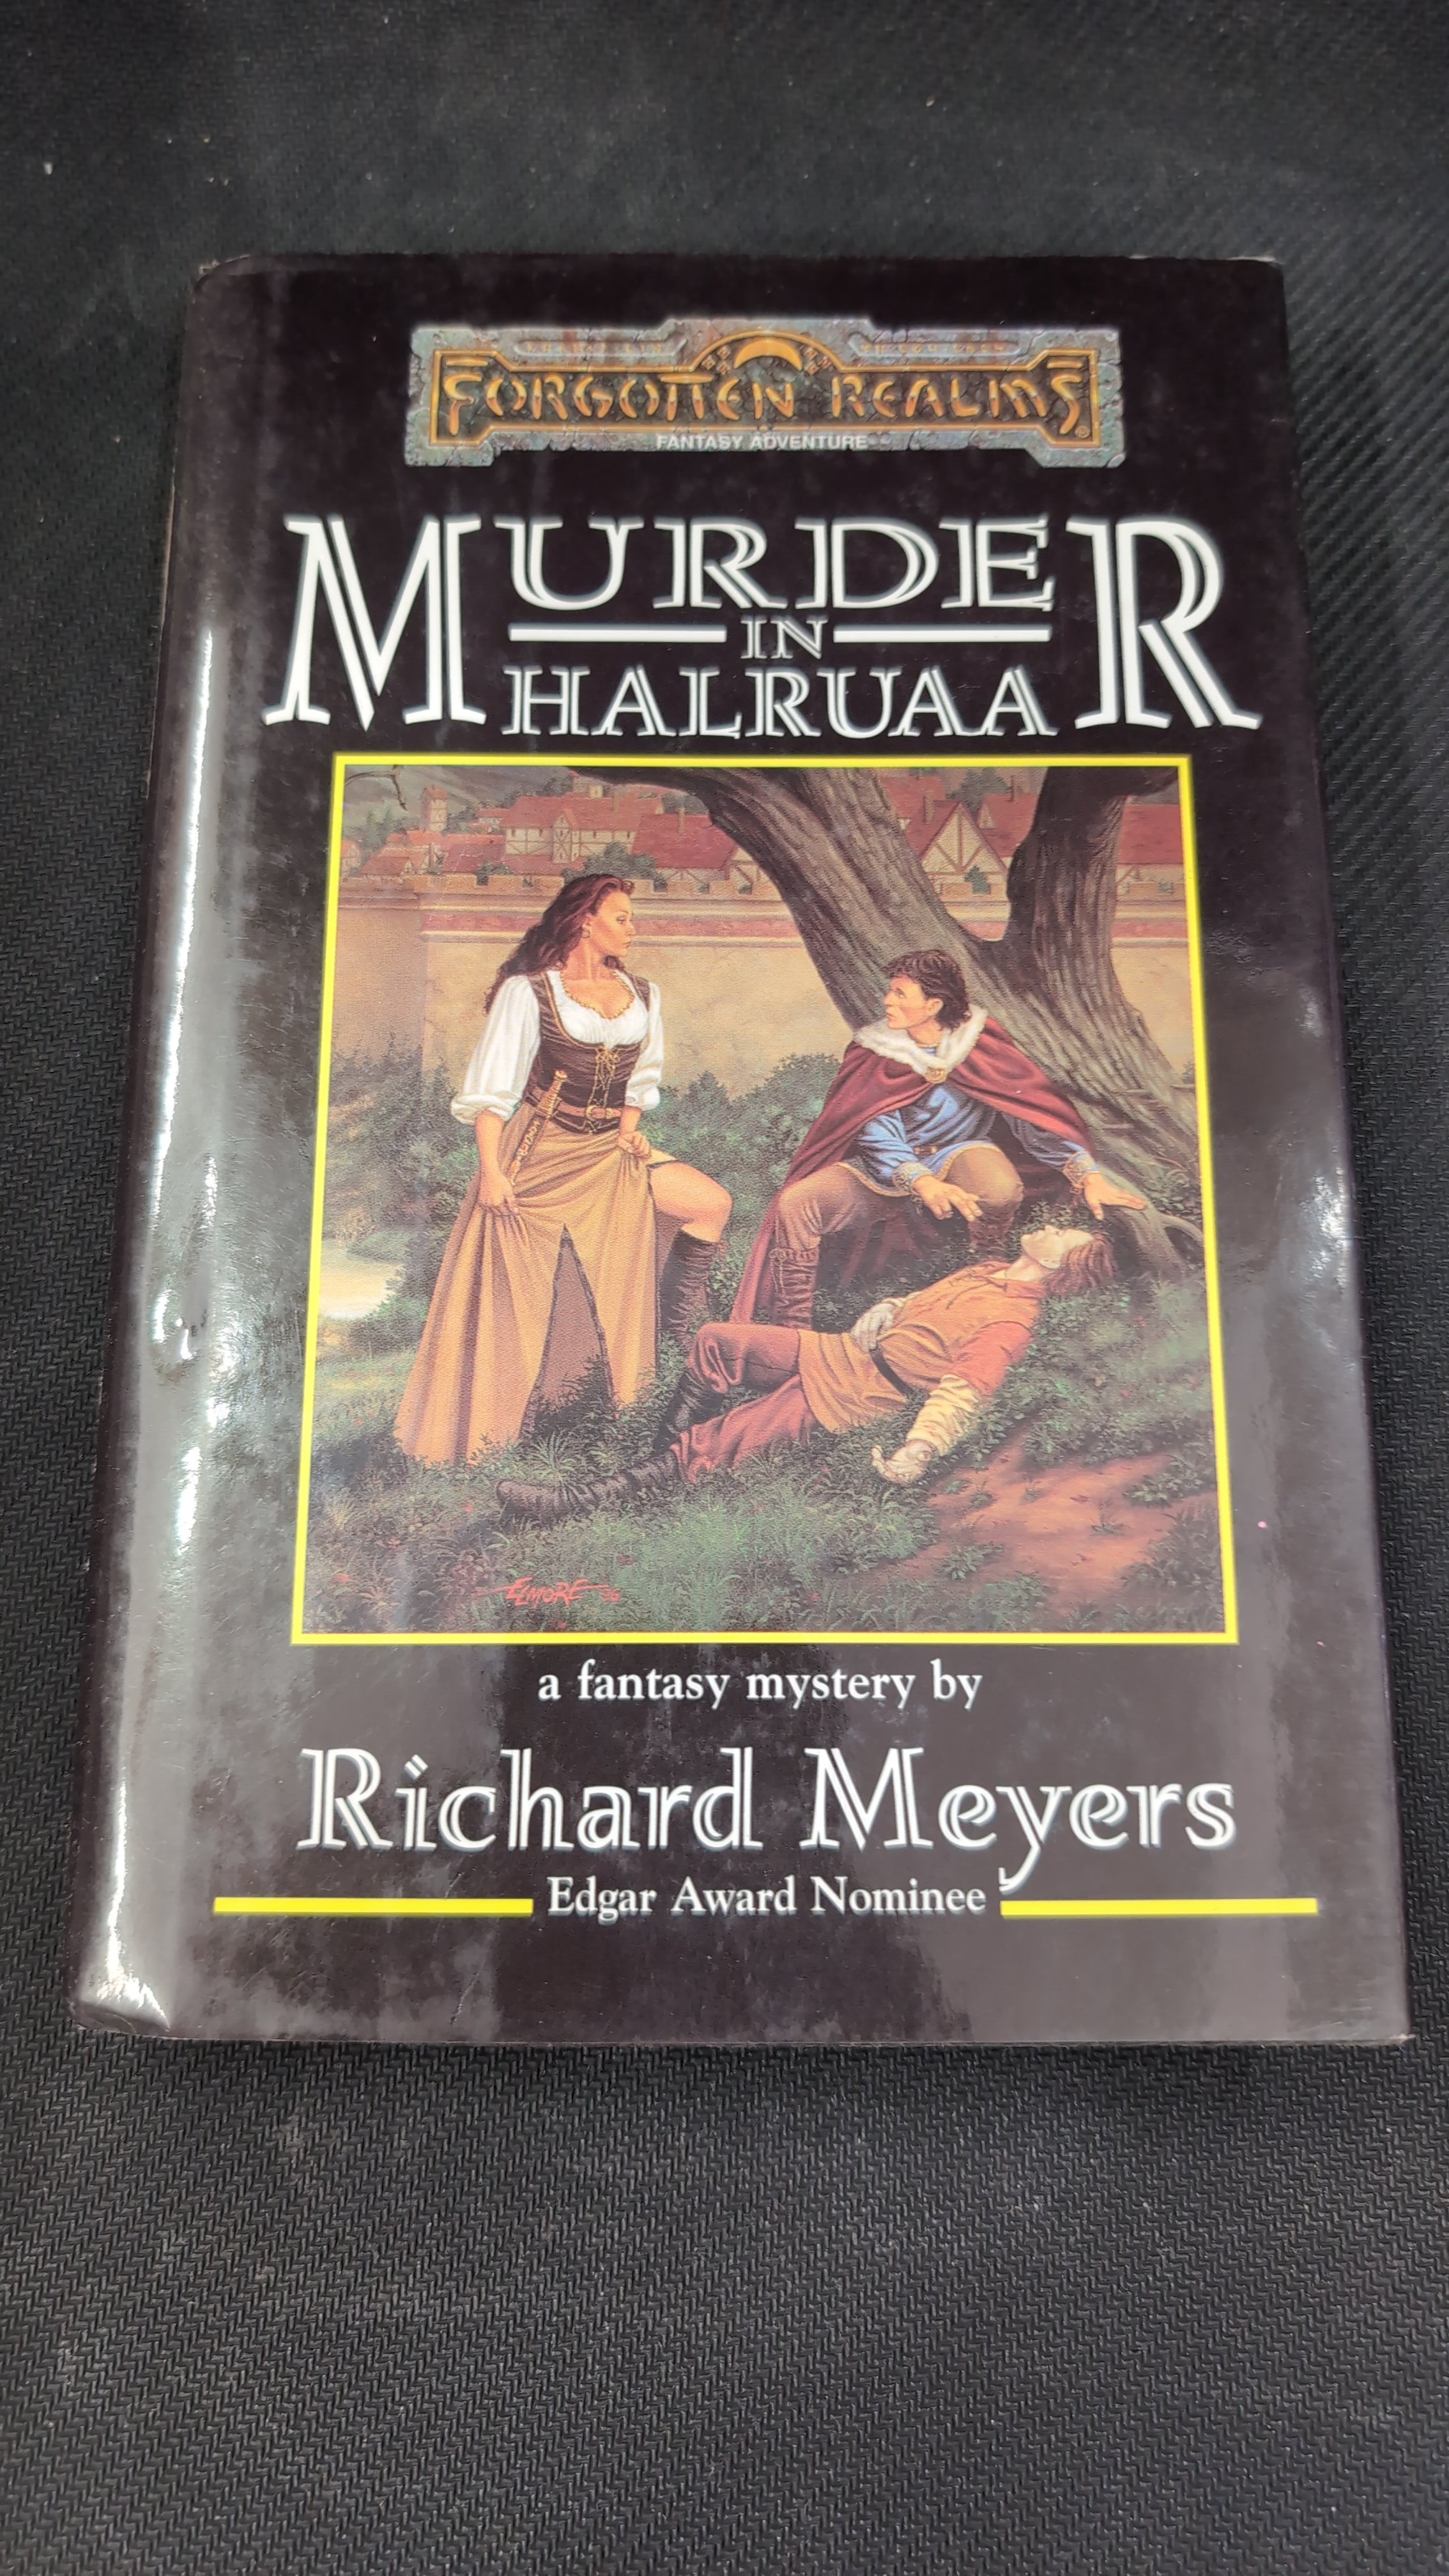 FORGOTTEN REALMS®
FANTASY ADVENTURE
MURDER
IN
HALRUAA
ELMORE
a fantasy mystery by
Richard Meyers
Edgar Award Nominee